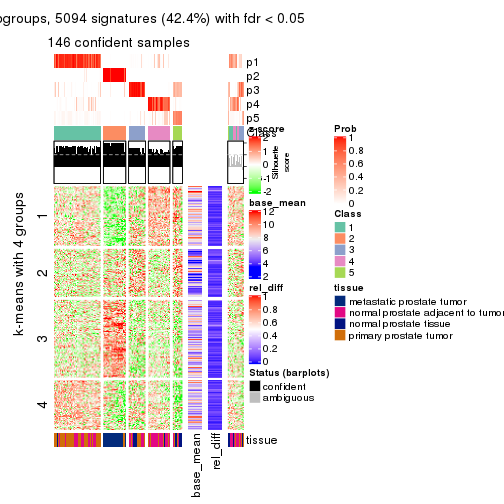 ogroups, 5094 signatures (42.4%) with fdr < 0.05
146 confident samples
p1
p2
p3
p4
p5
Class
Silhouette
score
k-means with 4 groups
1
2
3
4
base_mean
rel_diff
tissue
z-score
2
1
0
-1
-2
base_mean
12
10
8
6
4
2
rel_diff
1
0.8
0.6
0.4
0.2
0
Status (barplots)
confident
ambiguous
Prob
1
0.8
0.6
0.4
0.2
0
Class
1
2
3
4
5
tissue
metastatic prostate tumor
normal prostate adjacent to tumor
normal prostate tissue
primary prostate tumor